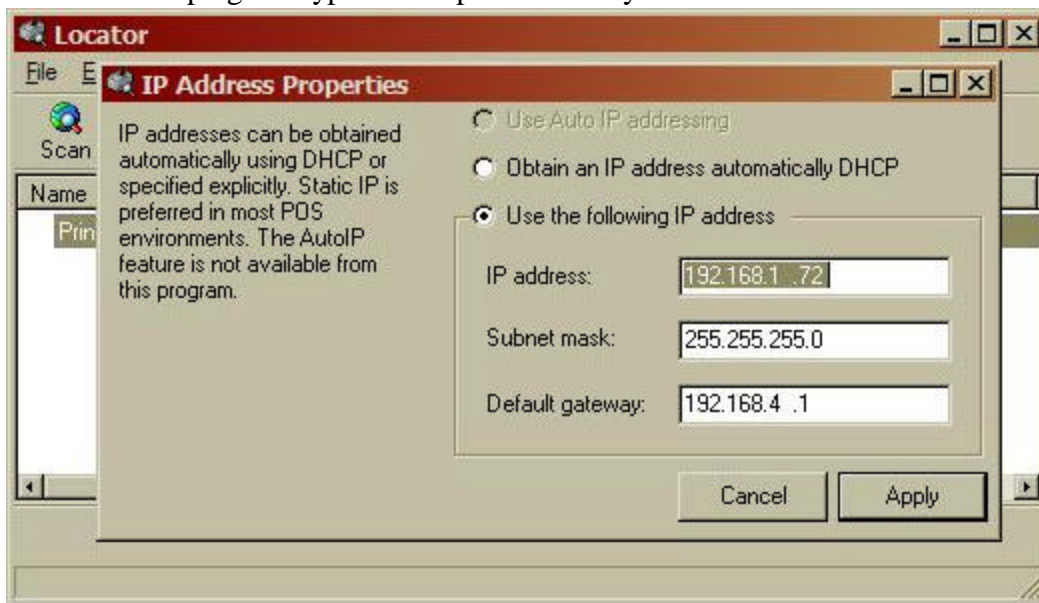 Locator
File E
IP Address Properties
Scan
Name
Prin
IP addresses can be obtained
automatically using DHCP or
specified explicitly. Static IP is
preferred in most POS
environments. The AutoIP
feature is not available from
this program.
Use Auto IP addressing
Obtain an IP address automatically DHCP
Use the following IP address
IP address: 192.168.1 .72
Subnet mask: 255.255.255.0
Default gateway: 192.168.4 .1
Cancel Apply